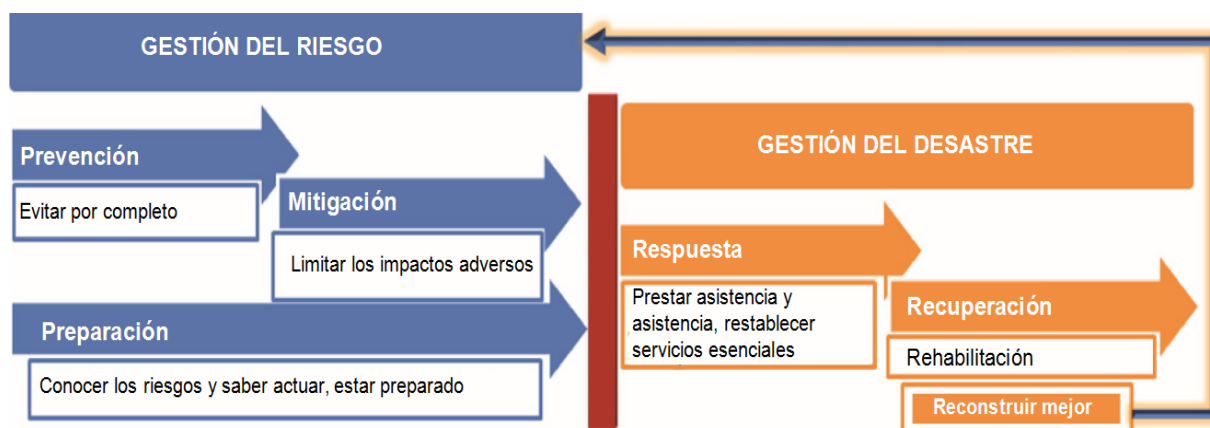 GESTIÓN DEL RIESGO
Prevención
Evitar por completo
Mitigación
Limitar los impactos adversos
Preparación
Conocer los riesgos y saber actuar, estar preparado
GESTIÓN DEL DESASTRE
Respuesta
Prestar asistencia y
asistencia, restablecer
servicios esenciales
Recuperación
Rehabilitación
Reconstruir mejor